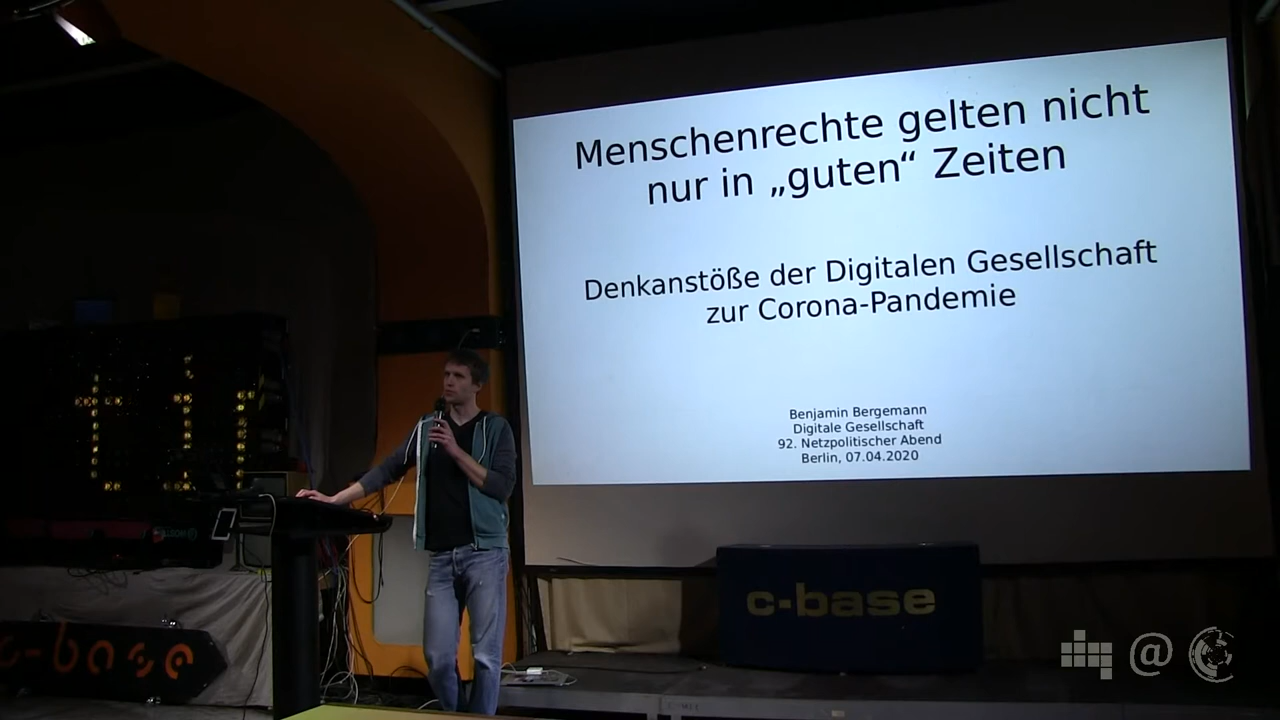 Menschenrechte gelten nicht
nur in „guten“ Zeiten
Denkanstöße der Digitalen Gesellschaft
zur Corona-Pandemie
Benjamin Bergemann
Digitale Gesellschaft
92. Netzpolitischer Abend
Berlin, 07.04.2020
c-base
c-base
@